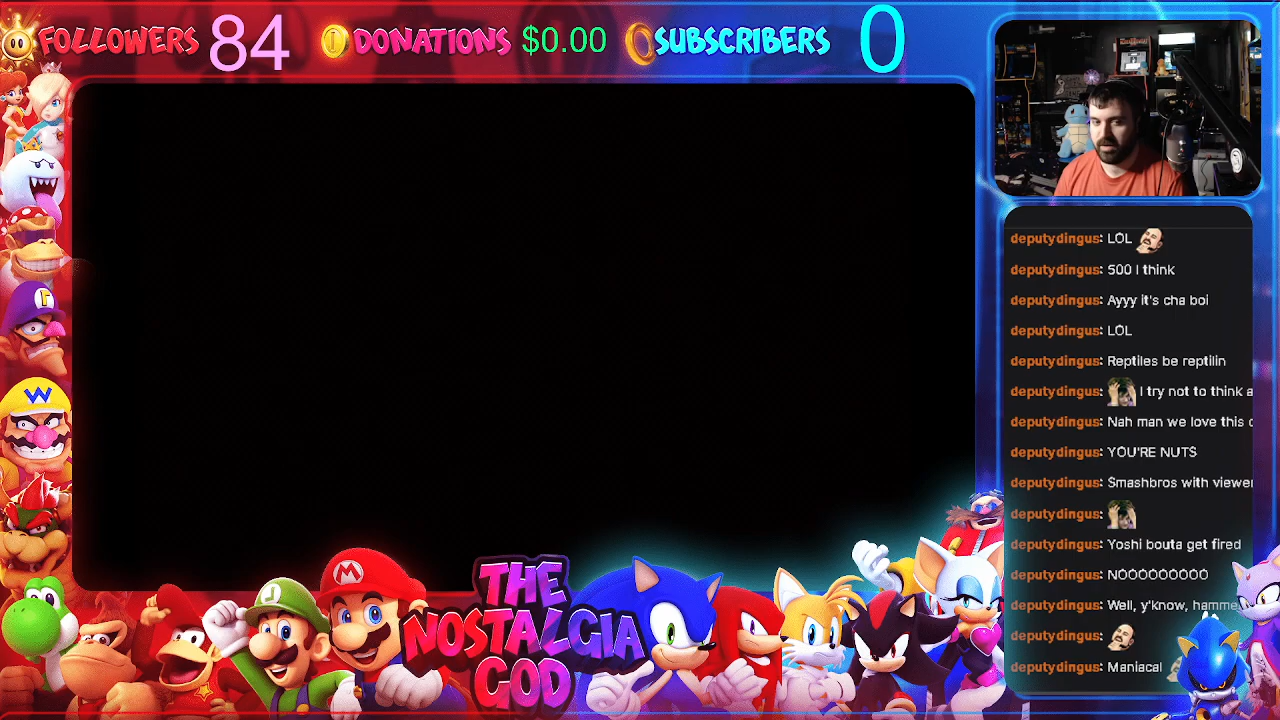 FOLLOWERS 84 DONATIONS $0.00 SUBSCRIBERS 0
deputydingus: LOL
deputydingus: 500 I think
deputydingus: Ayyy it's cha boi
deputydingus: LOL
deputydingus: Reptiles be reptilin
deputydingus: I try not to think a
deputydingus: Nah man we love this
deputydingus: YOU'RE NUTS
deputydingus: Smashbros with viewer
deputydingus:
deputydingus: Yoshi bouta get fired
deputydingus: NOOOOOOOOO
deputydingus: Well, y'know, hamme
deputydingus:
deputydingus: Maniacal
THE
NOSTALGIA
GOD